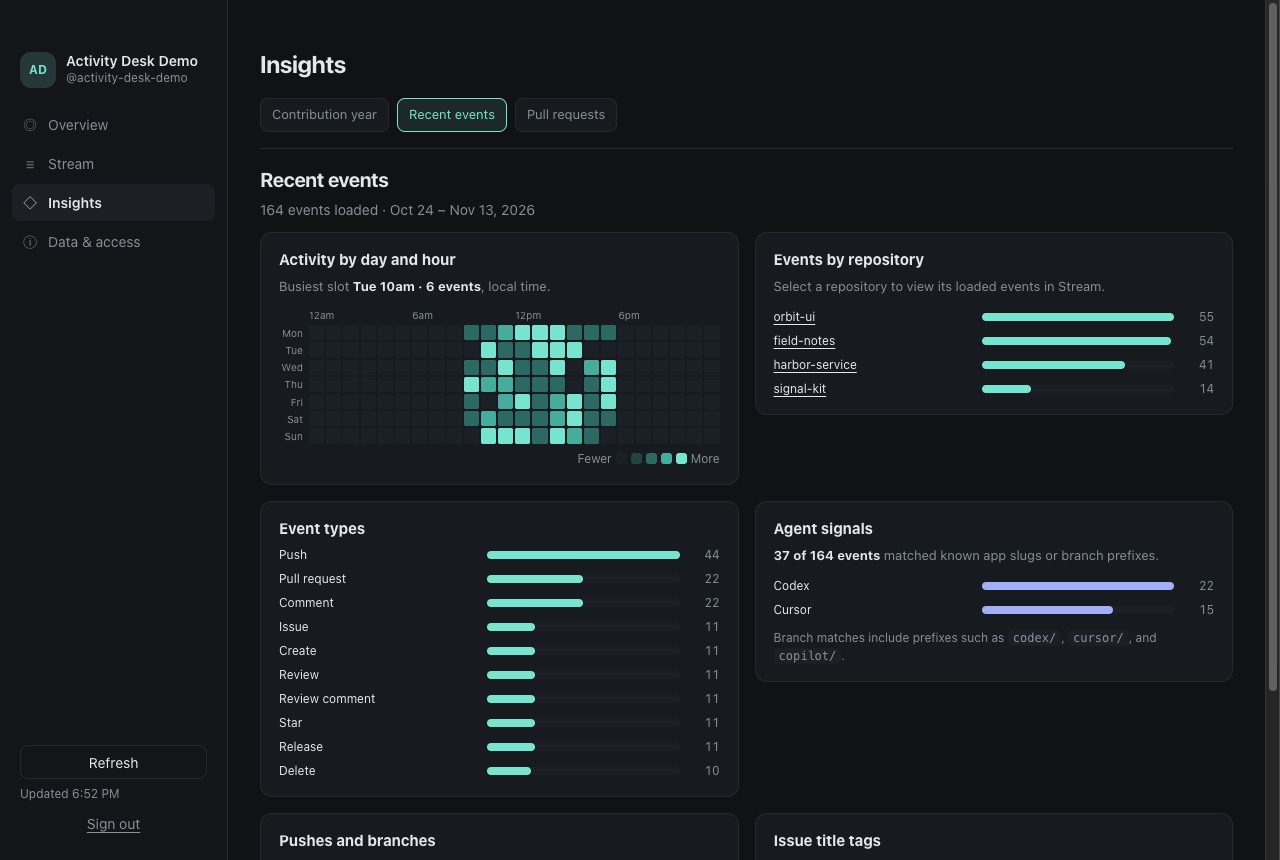 AD
Activity Desk Demo
@activity-desk-demo
Overview
Stream
Insights
Data & access
Refresh
Updated 6:52 PM
Sign out
Insights
Contribution year
Recent events
Pull requests
Recent events
164 events loaded · Oct 24 – Nov 13, 2026
Activity by day and hour
Busiest slot Tue 10am · 6 events, local time.
12am 6am 12pm 6pm
Mon
Tue
Wed
Thu
Fri
Sat
Sun
Fewer More
Events by repository
Select a repository to view its loaded events in Stream.
orbit-ui 55
field-notes 54
harbor-service 41
signal-kit 14
Event types
Push 44
Pull request 22
Comment 22
Issue 11
Create 11
Review 11
Review comment 11
Star 11
Release 11
Delete 10
Agent signals
37 of 164 events matched known app slugs or branch prefixes.
Codex 22
Cursor 15
Branch matches include prefixes such as codex/, cursor/, and
copilot/.
Pushes and branches
Issue title tags